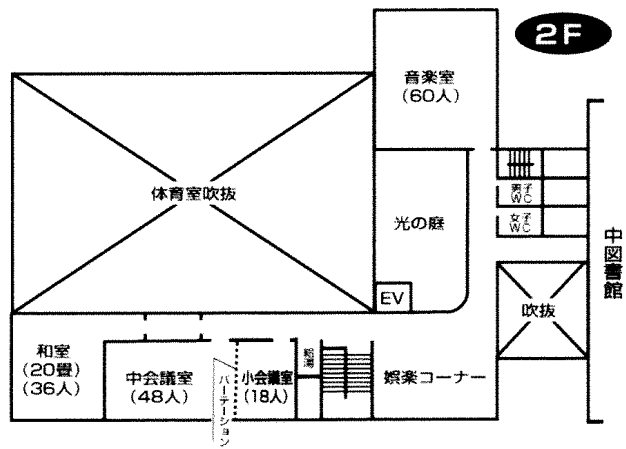 2F
音楽室
(60人)
体育室吹抜
光の庭
男子
WC
女子
WC
中図書館
EV
吹抜
和室
(20畳)
(36人)
中会議室
(48人)
パーテーション
小会議室
(18人)
給湯
娯楽コーナー